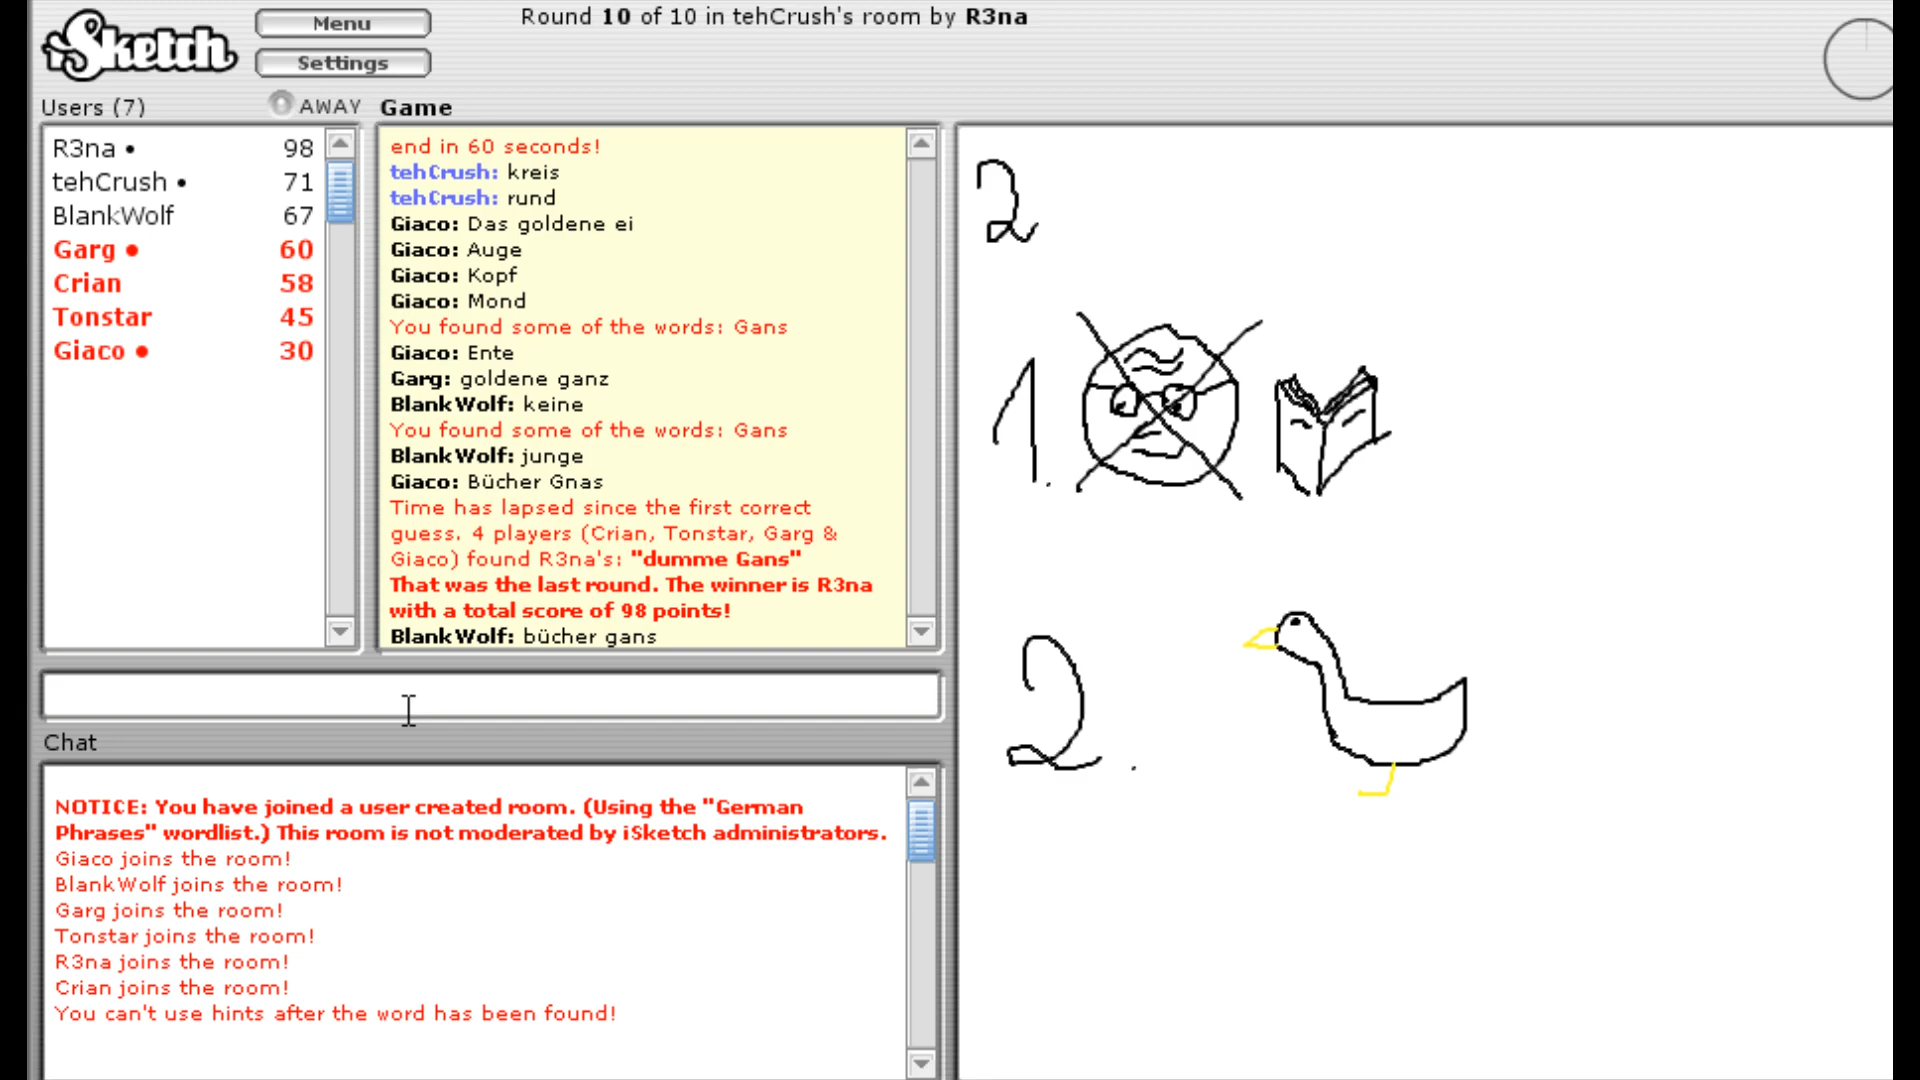 iSketch
Menu
Settings
Round 10 of 10 in tehCrush's room by R3na
Users (7)
AWAY
R3na • 98
tehCrush • 71
BlankWolf 67
Garg • 60
Crian 58
Tonstar 45
Giaco • 30
Game
end in 60 seconds!
tehCrush: kreis
tehCrush: rund
Giaco: Das goldene ei
Giaco: Auge
Giaco: Kopf
Giaco: Mond
You found some of the words: Gans
Giaco: Ente
Garg: goldene ganz
BlankWolf: keine
You found some of the words: Gans
BlankWolf: junge
Giaco: Bücher Gnas
Time has lapsed since the first correct
guess. 4 players (Crian, Tonstar, Garg &
Giaco) found R3na's: "dumme Gans"
That was the last round. The winner is R3na
with a total score of 98 points!
BlankWolf: bücher gans
Chat
NOTICE: You have joined a user created room. (Using the "German
Phrases" wordlist.) This room is not moderated by iSketch administrators.
Giaco joins the room!
BlankWolf joins the room!
Garg joins the room!
Tonstar joins the room!
R3na joins the room!
Crian joins the room!
You can't use hints after the word has been found!
2
1.
2.